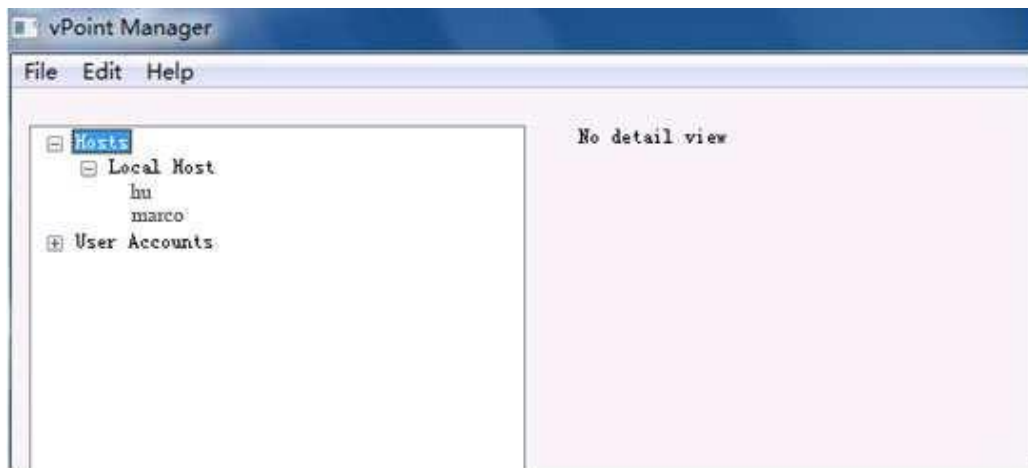 vPoint Manager
File Edit Help
Hosts
Local Host
hu
marco
User Accounts
No detail view